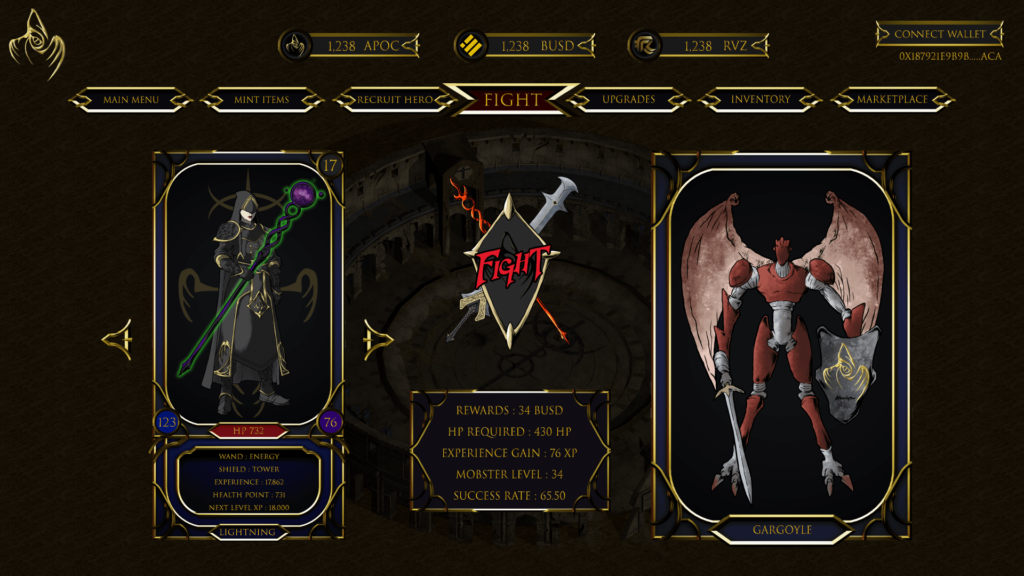 1,238 APOC
1,238 BUSD
1,238 RVZ
CONNECT WALLET
0X187921E9B9B.....ACA
MAIN MENU
MINT ITEMS
RECRUIT HERO
FIGHT
UPGRADES
INVENTORY
MARKETPLACE
17
123
76
HP 732
WAND : ENERGY
SHIELD : TOWER
EXPERIENCE : 17,862
HEALTH POINT : 731
NEXT LEVEL XP : 18,000
LIGHTNING
FIGHT
REWARDS : 34 BUSD
HP REQUIRED : 430 HP
EXPERIENCE GAIN : 76 XP
MOBSTER LEVEL : 34
SUCCESS RATE : 65.50
GARGOYLE